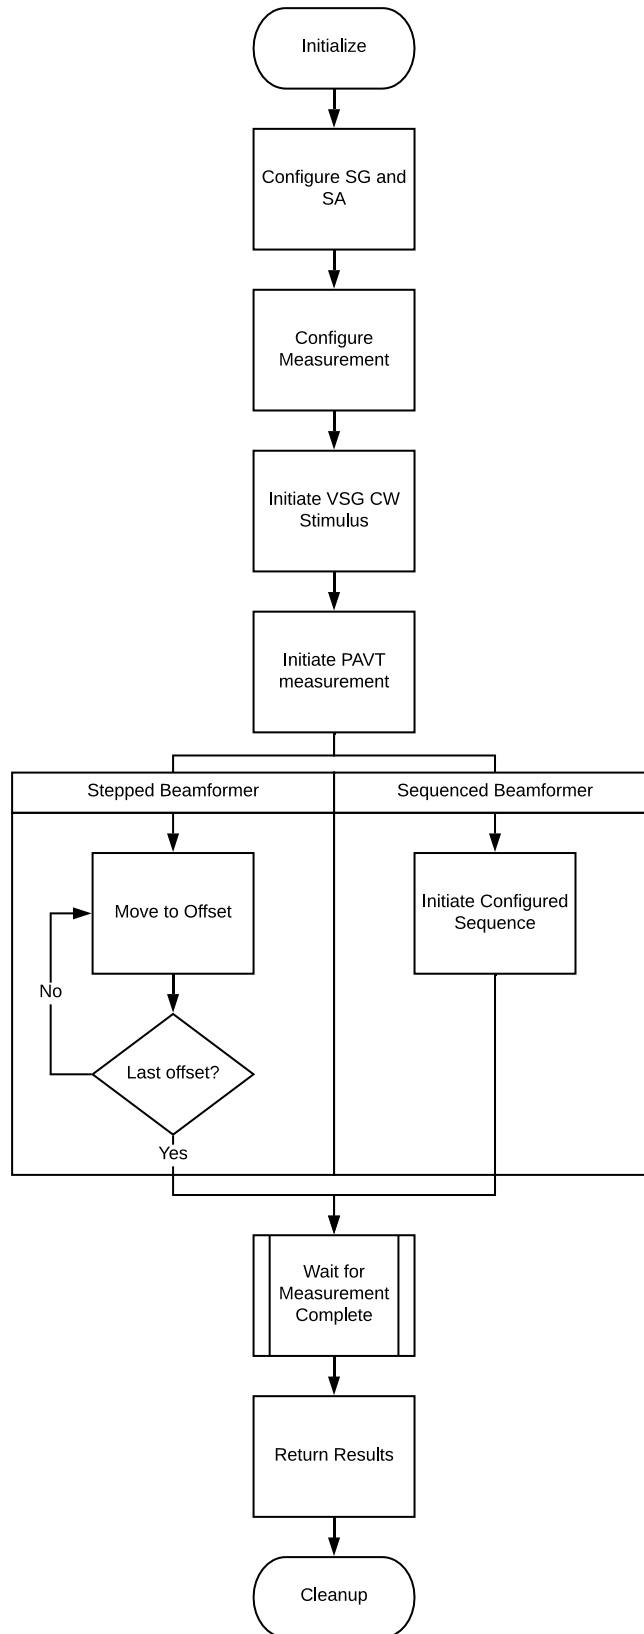 Initialize
Configure SG and
SA
Configure
Measurement
Initiate VSG CW
Stimulus
Initiate PAVT
measurement
Stepped Beamformer
Sequenced Beamformer
Move to Offset
Initiate Configured
Sequence
No
Last offset?
Yes
Wait for
Measurement
Complete
Return Results
Cleanup